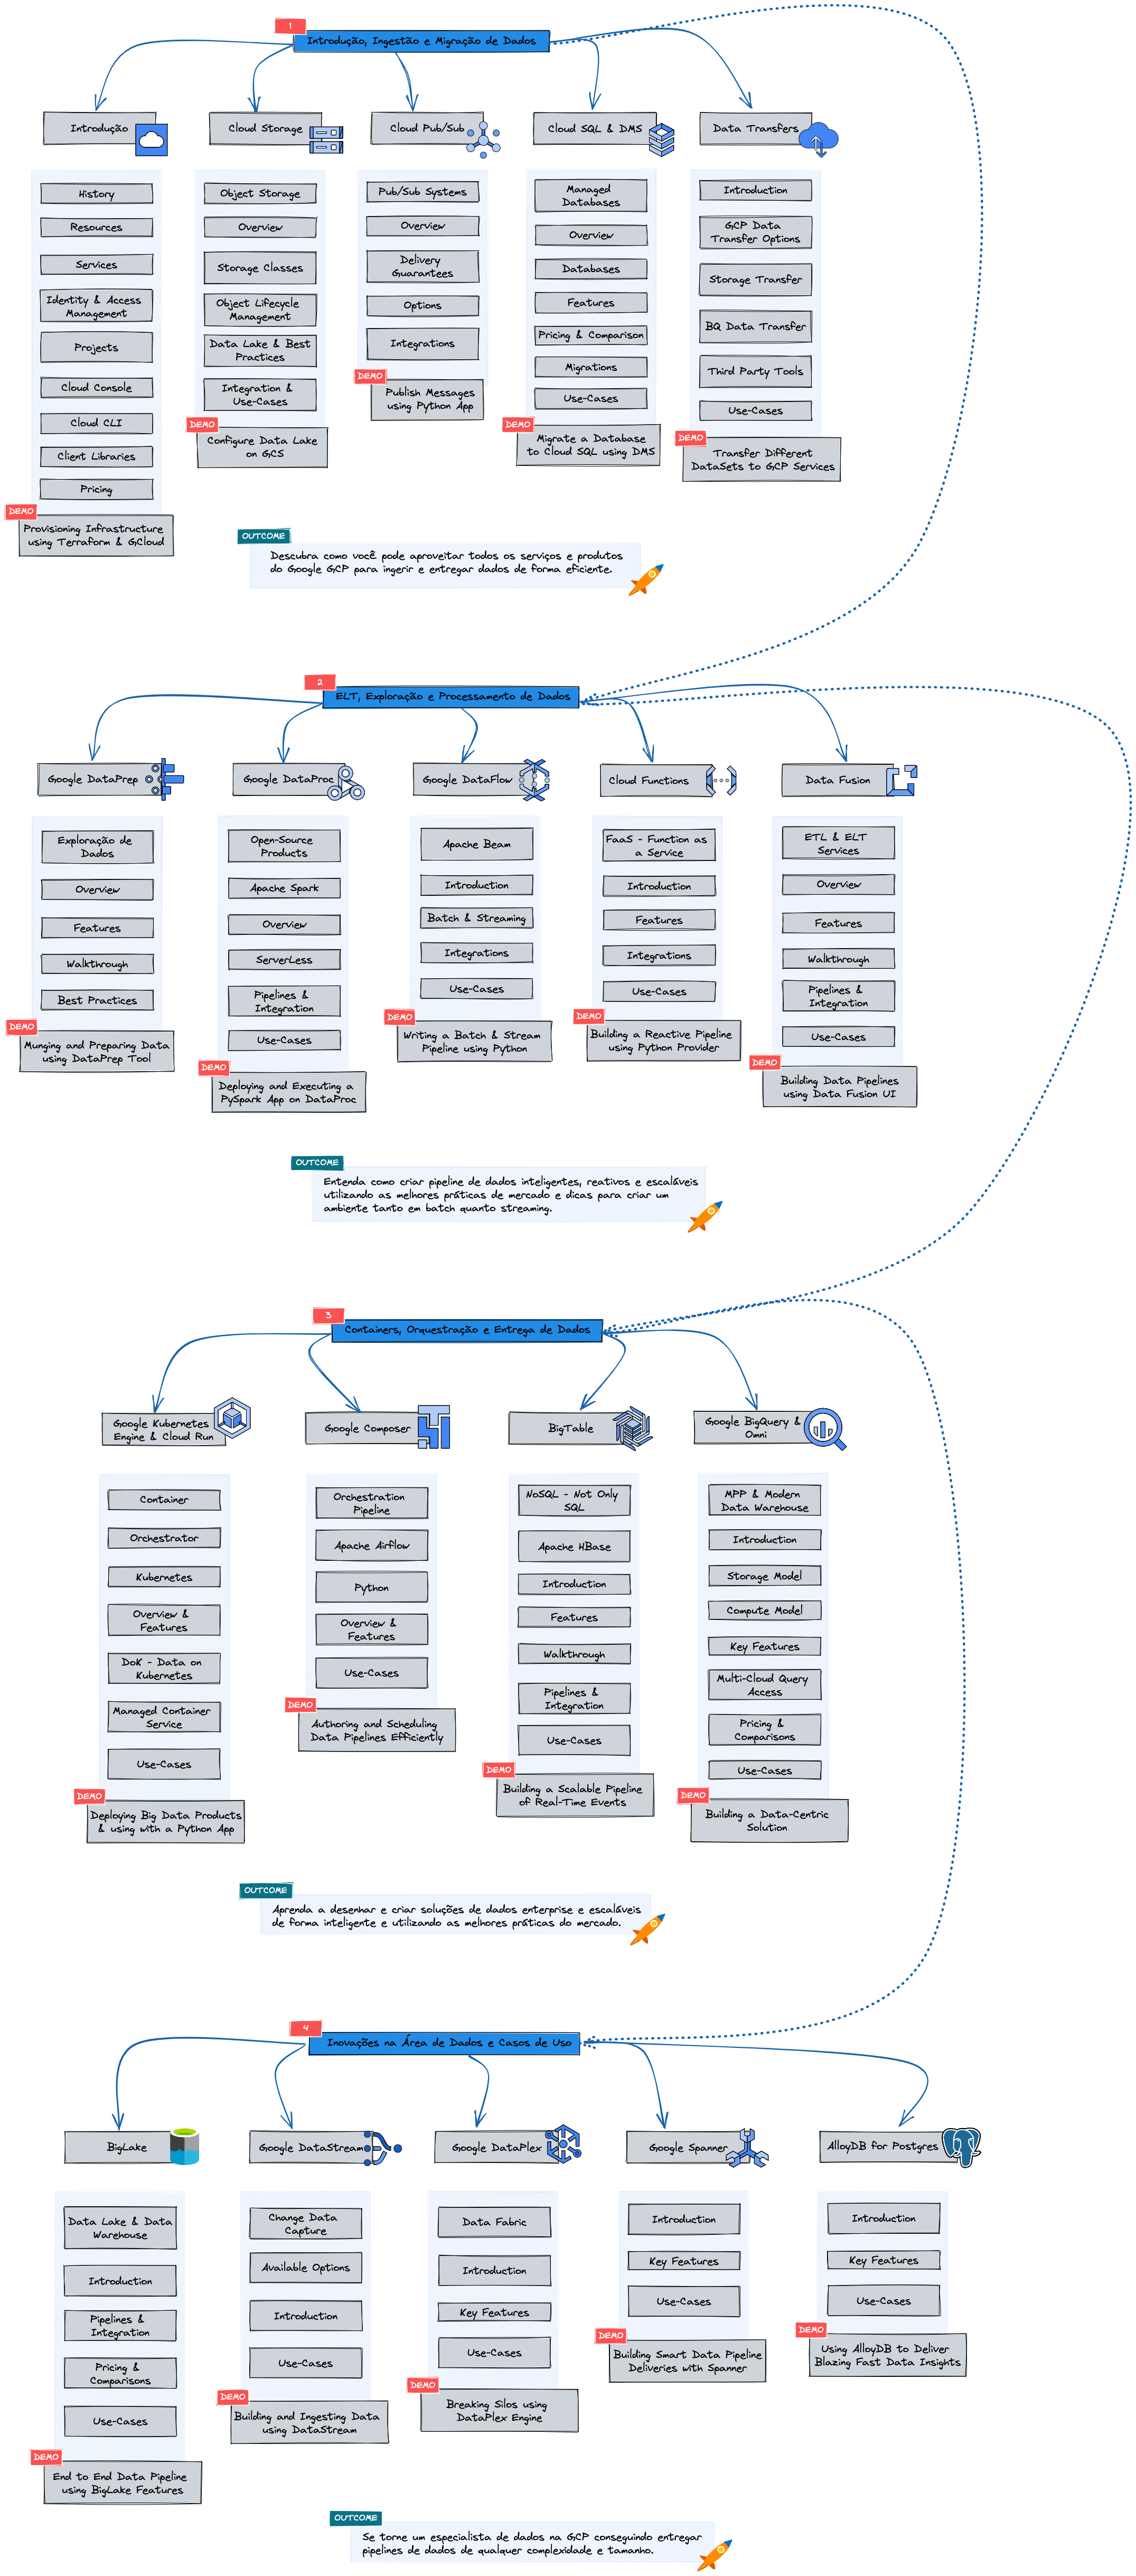 1
Introdução, Ingestão e Migração de Dados
Introdução
History
Resources
Services
Identity & Access
Management
Projects
Cloud Console
Cloud CLI
Client Libraries
Pricing
DEMO
Provisioning Infrastructure
using Terraform & GCloud
Cloud Storage
Object Storage
Overview
Storage Classes
Object Lifecycle
Management
Data Lake & Best
Practices
Integration &
Use-Cases
DEMO
Configure Data Lake
on GCS
Cloud Pub/Sub
Pub/Sub Systems
Overview
Delivery
Guarantees
Options
Integrations
DEMO
Publish Messages
using Python App
Cloud SQL & DMS
Managed
Databases
Overview
Databases
Features
Pricing & Comparison
Migrations
Use-Cases
DEMO
Migrate a Database
to Cloud SQL using DMS
Data Transfers
Introduction
GCP Data
Transfer Options
Storage Transfer
BQ Data Transfer
Third Party Tools
Use-Cases
DEMO
Transfer Different
DataSets to GCP Services
OUTCOME
Descubra como você pode aproveitar todos os serviços e produtos
do Google GCP para ingerir e entregar dados de forma eficiente.
2
ELT, Exploração e Processamento de Dados
Google DataPrep
Exploração de
Dados
Overview
Features
Walkthrough
Best Practices
DEMO
Munging and Preparing Data
using DataPrep Tool
Google DataProc
Open-Source
Products
Apache Spark
Overview
ServerLess
Pipelines &
Integration
Use-Cases
DEMO
Deploying and Executing a
PySpark App on DataProc
Google DataFlow
Apache Beam
Introduction
Batch & Streaming
Integrations
Use-Cases
DEMO
Writing a Batch & Stream
Pipeline using Python
Cloud Functions
FaaS - Function as
a Service
Introduction
Features
Integrations
Use-Cases
DEMO
Building a Reactive Pipeline
using Python Provider
Data Fusion
ETL & ELT
Services
Overview
Features
Walkthrough
Pipelines &
Integration
Use-Cases
DEMO
Building Data Pipelines
using Data Fusion UI
OUTCOME
Entenda como criar pipeline de dados inteligentes, reativos e escaláveis
utilizando as melhores práticas de mercado e dicas para criar um
ambiente tanto em batch quanto streaming.
3
Containers, Orquestração e Entrega de Dados
Google Kubernetes
Engine & Cloud Run
Container
Orchestrator
Kubernetes
Overview &
Features
DoK - Data on
Kubernetes
Managed Container
Service
Use-Cases
DEMO
Deploying Big Data Products
& using with a Python App
Google Composer
Orchestration
Pipeline
Apache Airflow
Python
Overview &
Features
Use-Cases
DEMO
Authoring and Scheduling
Data Pipelines Efficiently
BigTable
NoSQL - Not Only
SQL
Apache HBase
Introduction
Features
Walkthrough
Pipelines &
Integration
Use-Cases
DEMO
Building a Scalable Pipeline
of Real-Time Events
Google BigQuery &
Omni
MPP & Modern
Data Warehouse
Introduction
Storage Model
Compute Model
Key Features
Multi-Cloud Query
Access
Pricing &
Comparisons
Use-Cases
DEMO
Building a Data-Centric
Solution
OUTCOME
Aprenda a desenhar e criar soluções de dados enterprise e escaláveis
de forma inteligente e utilizando as melhores práticas do mercado.
4
Inovações na Área de Dados e Casos de Uso
BigLake
Data Lake & Data
Warehouse
Introduction
Pipelines &
Integration
Pricing &
Comparisons
Use-Cases
DEMO
End to End Data Pipeline
using BigLake Features
Google DataStream
Change Data
Capture
Available Options
Introduction
Use-Cases
DEMO
Building and Ingesting Data
using DataStream
Google DataPlex
Data Fabric
Introduction
Key Features
Use-Cases
DEMO
Breaking Silos using
DataPlex Engine
Google Spanner
Introduction
Key Features
Use-Cases
DEMO
Building Smart Data Pipeline
Deliveries with Spanner
AlloyDB for Postgres
Introduction
Key Features
Use-Cases
DEMO
Using AlloyDB to Deliver
Blazing Fast Data Insights
OUTCOME
Se torne um especialista de dados na GCP conseguindo entregar
pipelines de dados de qualquer complexidade e tamanho.